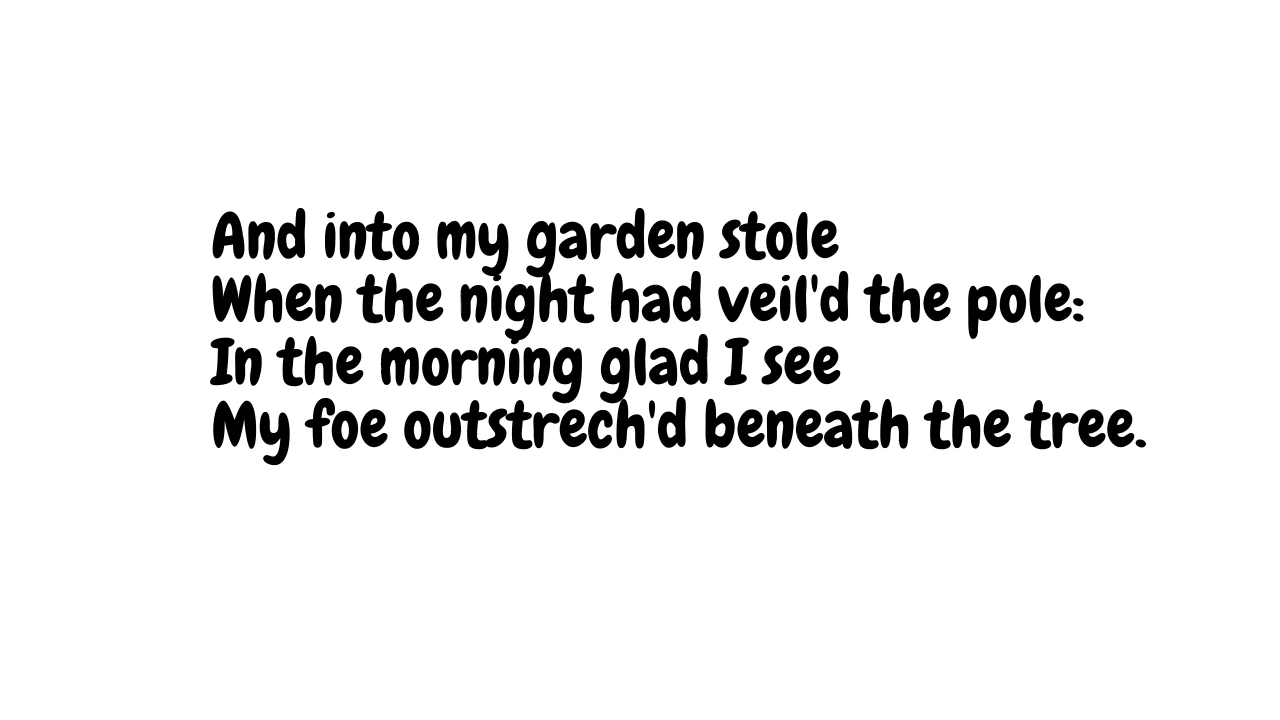 And into my garden stole
When the night had veil'd the pole:
In the morning glad I see
My foe outstrech'd beneath the tree.